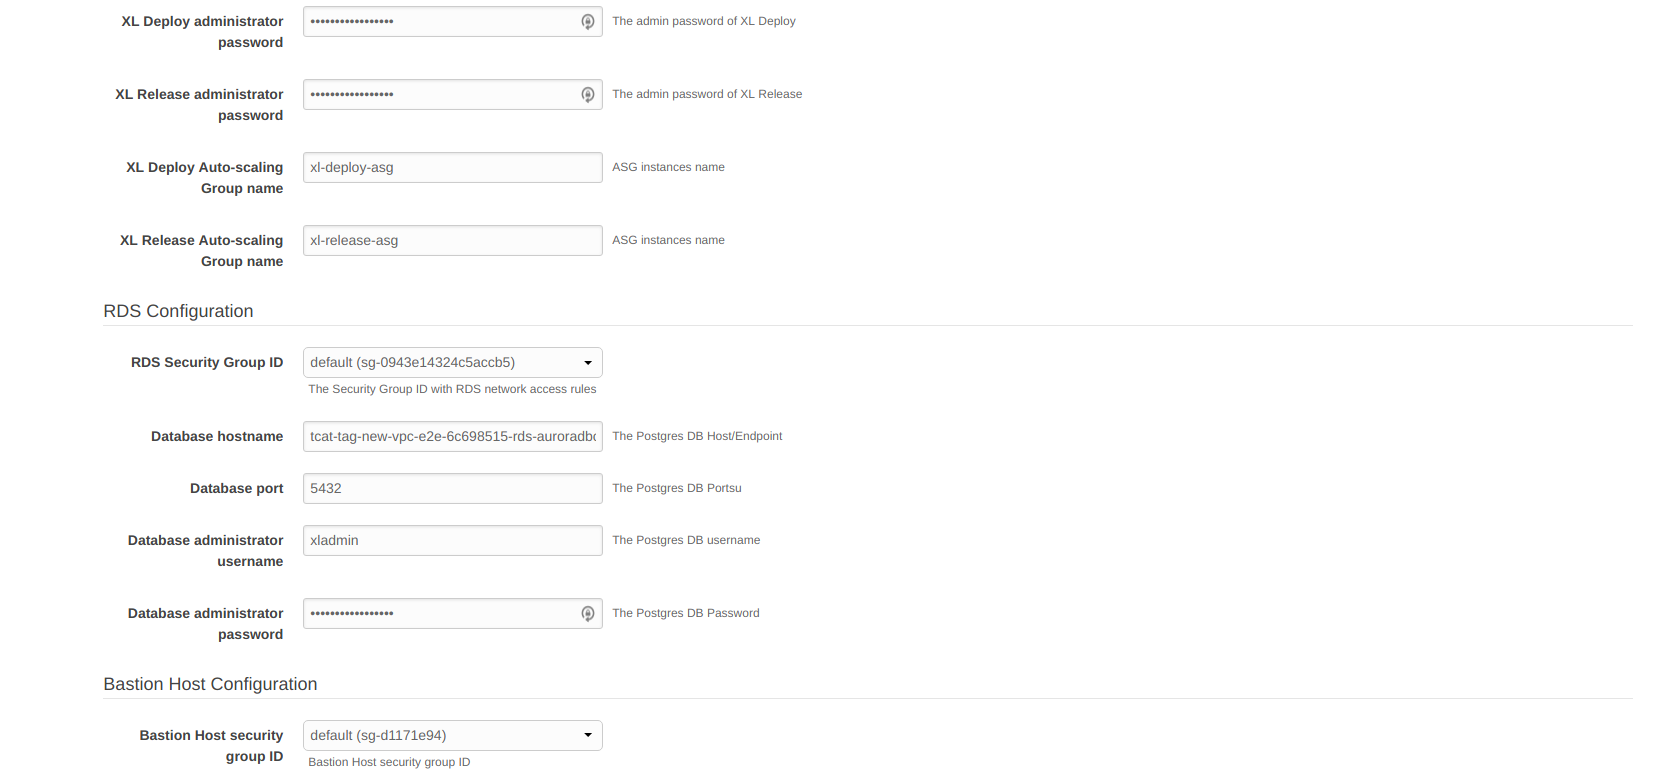 XL Deploy administrator password
•••••••••••••••••
The admin password of XL Deploy
XL Release administrator password
•••••••••••••••••
The admin password of XL Release
XL Deploy Auto-scaling Group name
xl-deploy-asg
ASG instances name
XL Release Auto-scaling Group name
xl-release-asg
ASG instances name
RDS Configuration
RDS Security Group ID
default (sg-0943e14324c5accb5)
The Security Group ID with RDS network access rules
Database hostname
tcat-tag-new-vpc-e2e-6c698515-rds-auroradbc
The Postgres DB Host/Endpoint
Database port
5432
The Postgres DB Portsu
Database administrator username
xladmin
The Postgres DB username
Database administrator password
•••••••••••••••••
The Postgres DB Password
Bastion Host Configuration
Bastion Host security group ID
default (sg-d1171e94)
Bastion Host security group ID